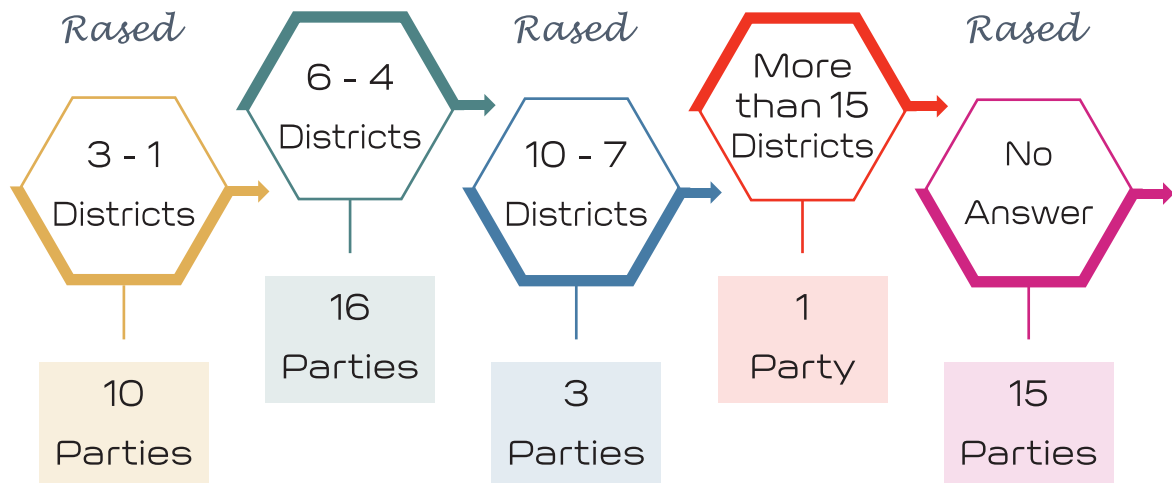 Rased
Rased
Rased
3 - 1
Districts
10
Parties
6 - 4
Districts
16
Parties
10 - 7
Districts
3
Parties
More
than 15
Districts
1
Party
No
Answer
15
Parties